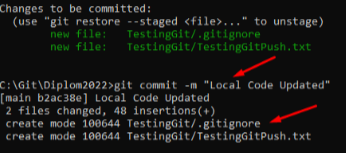 Changes to be committed:
(use "git restore --staged <file>..." to unstage)
new file: TestingGit/.gitignore
new file: TestingGit/TestingGitPush.txt
C:\Git\Diplom2022>git commit -m "Local Code Updated"
[main b2ac38e] Local Code Updated
2 files changed, 48 insertions(+)
create mode 100644 TestingGit/.gitignore
create mode 100644 TestingGit/TestingGitPush.txt